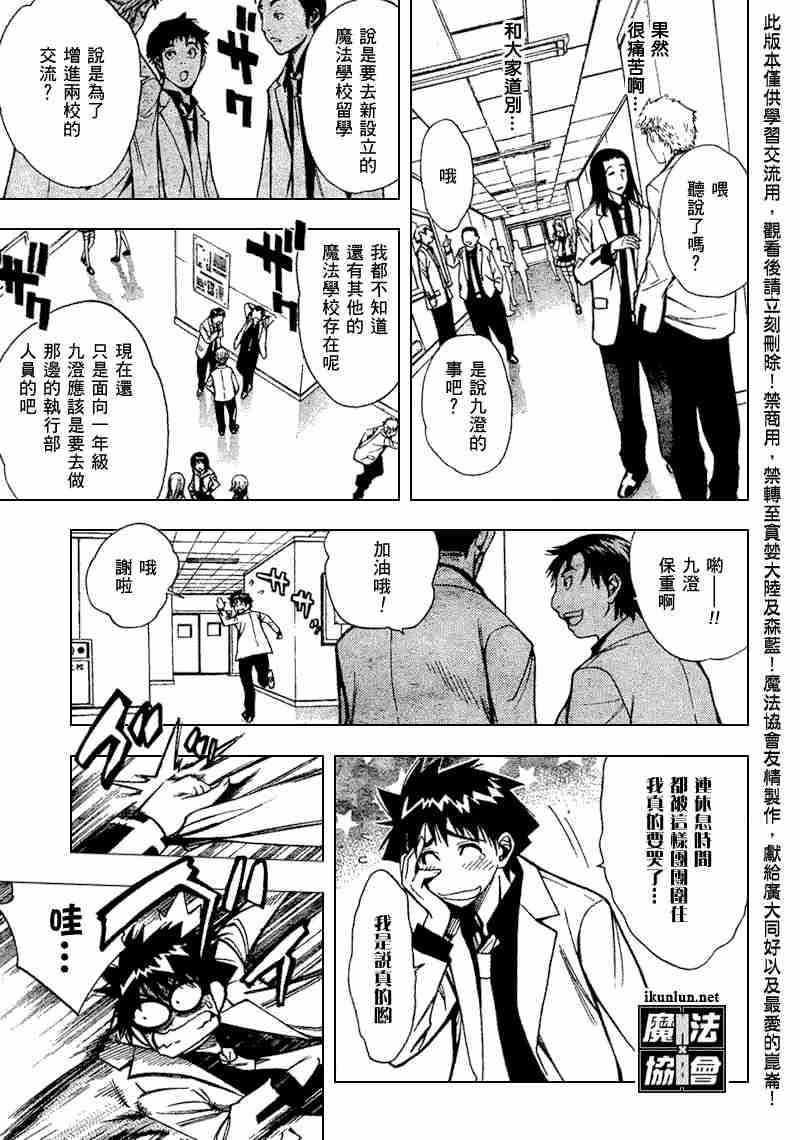 果然
很痛苦啊…
和大家道別…
喂
聽說了嗎？
哦
是說九澄的
事吧？
說是要去新設立的
魔法學校留學
說是為了
增進兩校的
交流？
我都不知道
還有其他的
魔法學校存在呢
現在還
只是面向一年級
九澄應該是要去做
那邊的執行部
人員的吧
喲──!!
九澄
保重啊
加油哦！
哦
謝啦
連休息時間
都被這樣團團圍住
我真的要哭了…
我是說真的喲
哇…
ikunlun.net
魔法
協會
此版本僅供學習交流用，觀看後請立刻刪除！禁商用，禁轉至貪婪大陸及森藍！魔法協會友情製作，獻給廣大同好以及最愛的崑崙！